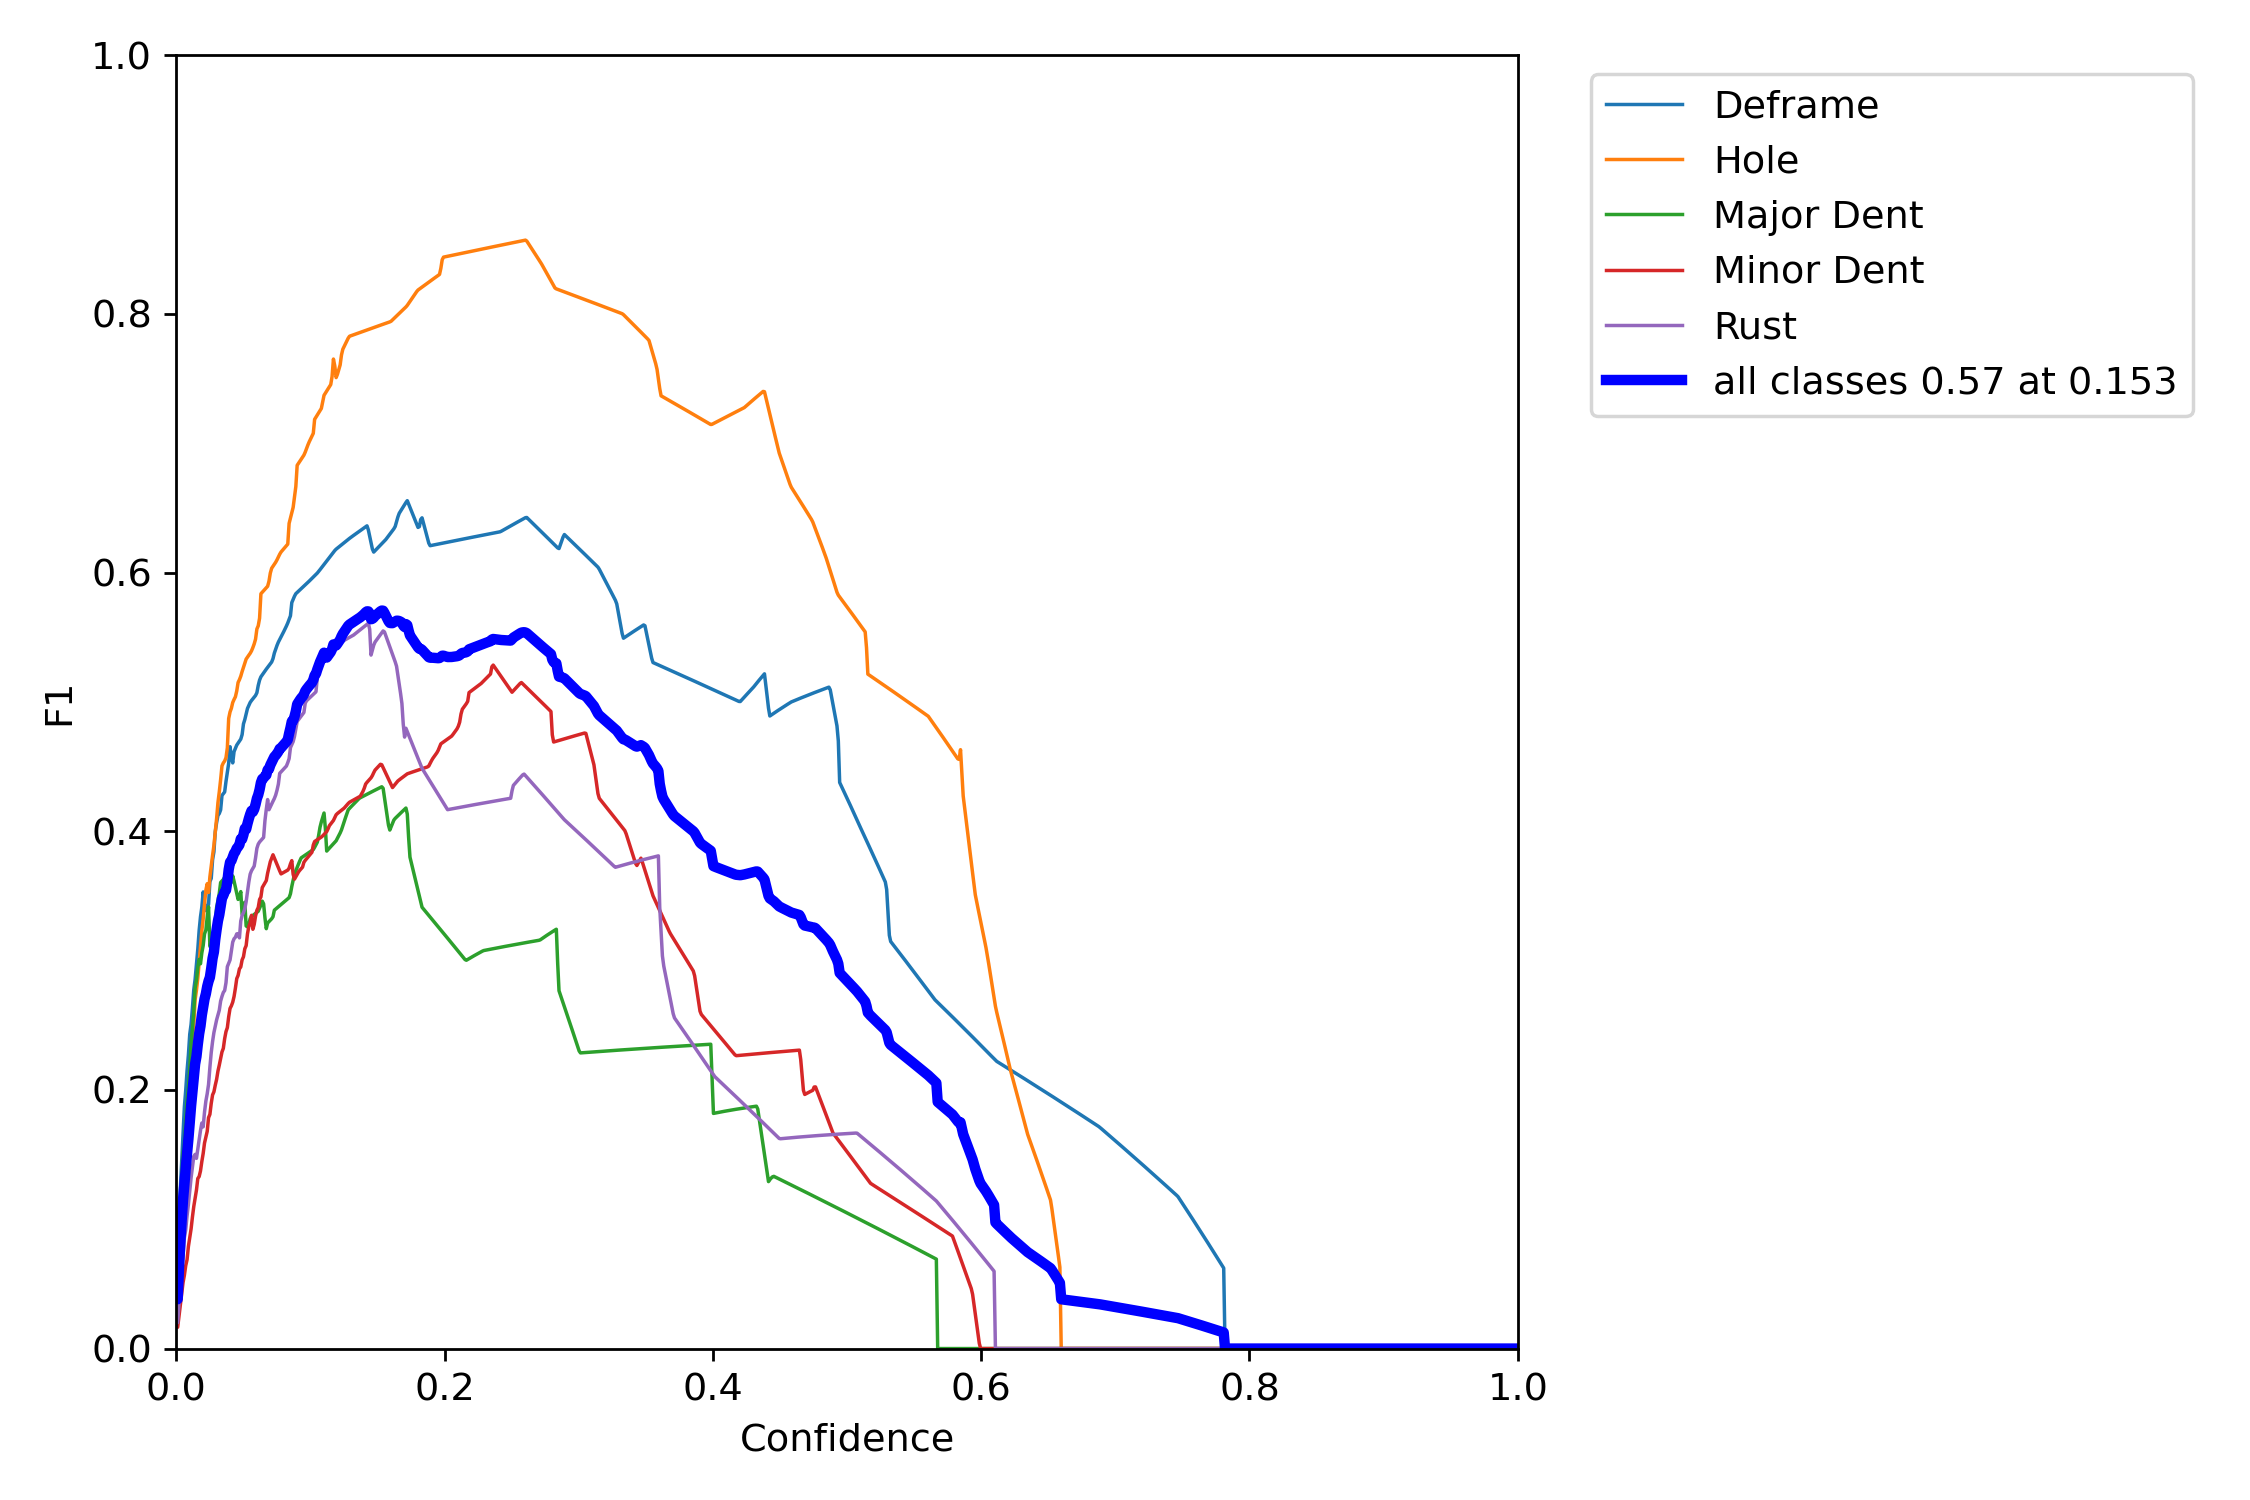 1.0
0.8
0.6
0.4
0.2
0.0
F1
0.0 0.2 0.4 0.6 0.8 1.0
Confidence
Deframe
Hole
Major Dent
Minor Dent
Rust
all classes 0.57 at 0.153